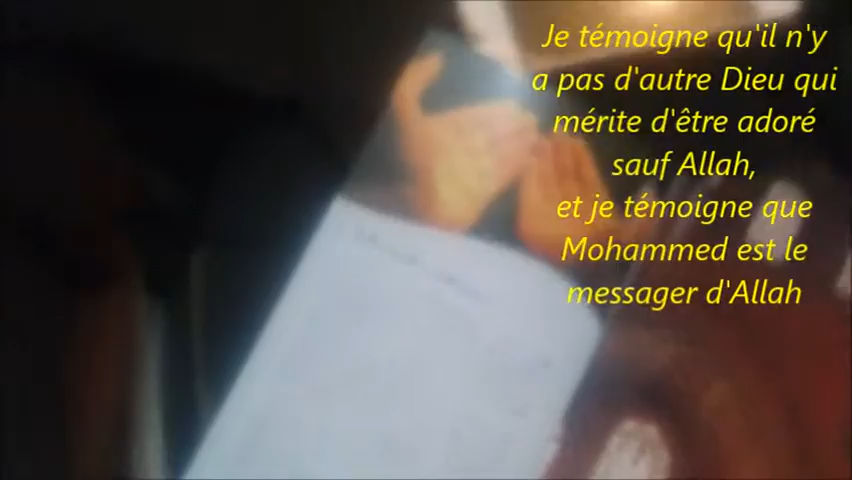 Je témoigne qu'il n'y
a pas d'autre Dieu qui
mérite d'être adoré
sauf Allah,
et je témoigne que
Mohammed est le
messager d'Allah